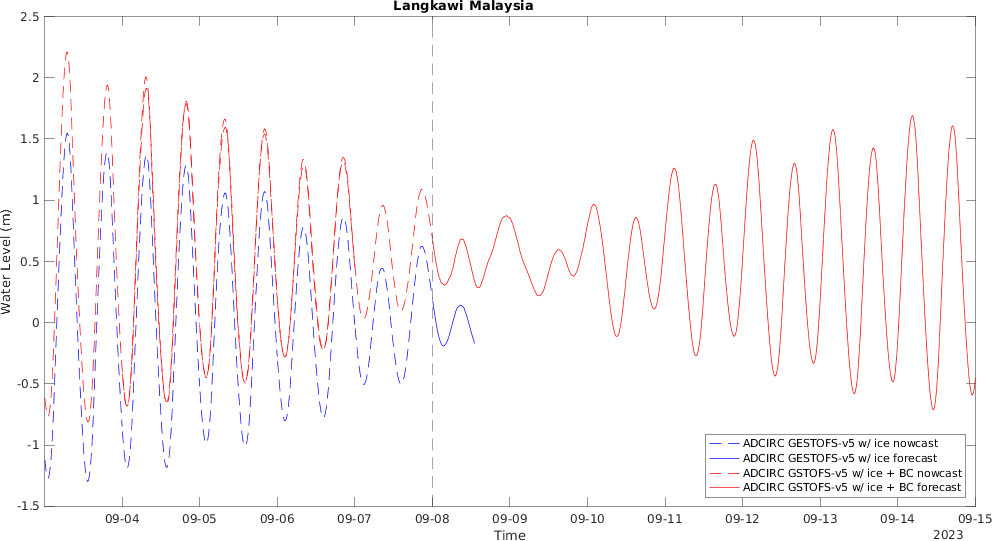 Langkawi Malaysia
2.5
2
1.5
1
0.5
0
-0.5
-1
-1.5
Water Level (m)
ADCIRC GESTOFS-v5 w/ ice nowcast
ADCIRC GESTOFS-v5 w/ ice forecast
ADCIRC GSTOFS-v5 w/ ice + BC nowcast
ADCIRC GSTOFS-v5 w/ ice + BC forecast
09-04 09-05 09-06 09-07 09-08 09-09 09-10 09-11 09-12 09-13 09-14 09-15
Time
2023